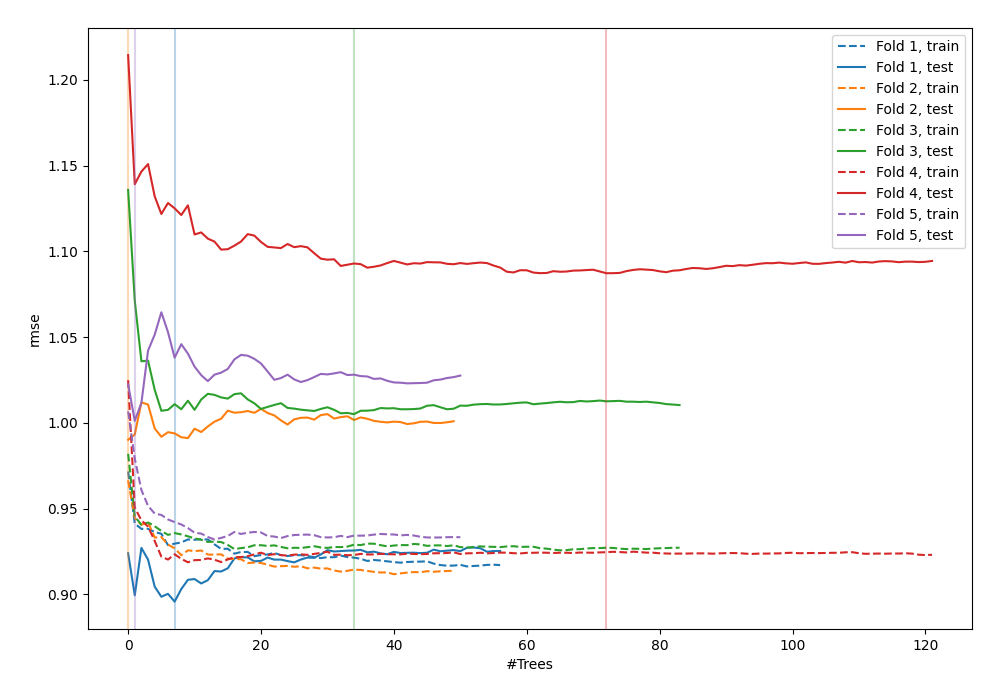 Fold 1, train
Fold 1, test
Fold 2, train
Fold 2, test
Fold 3, train
Fold 3, test
Fold 4, train
Fold 4, test
Fold 5, train
Fold 5, test
1.20
1.15
1.10
1.05
1.00
0.95
0.90
rmse
0 20 40 60 80 100 120
#Trees